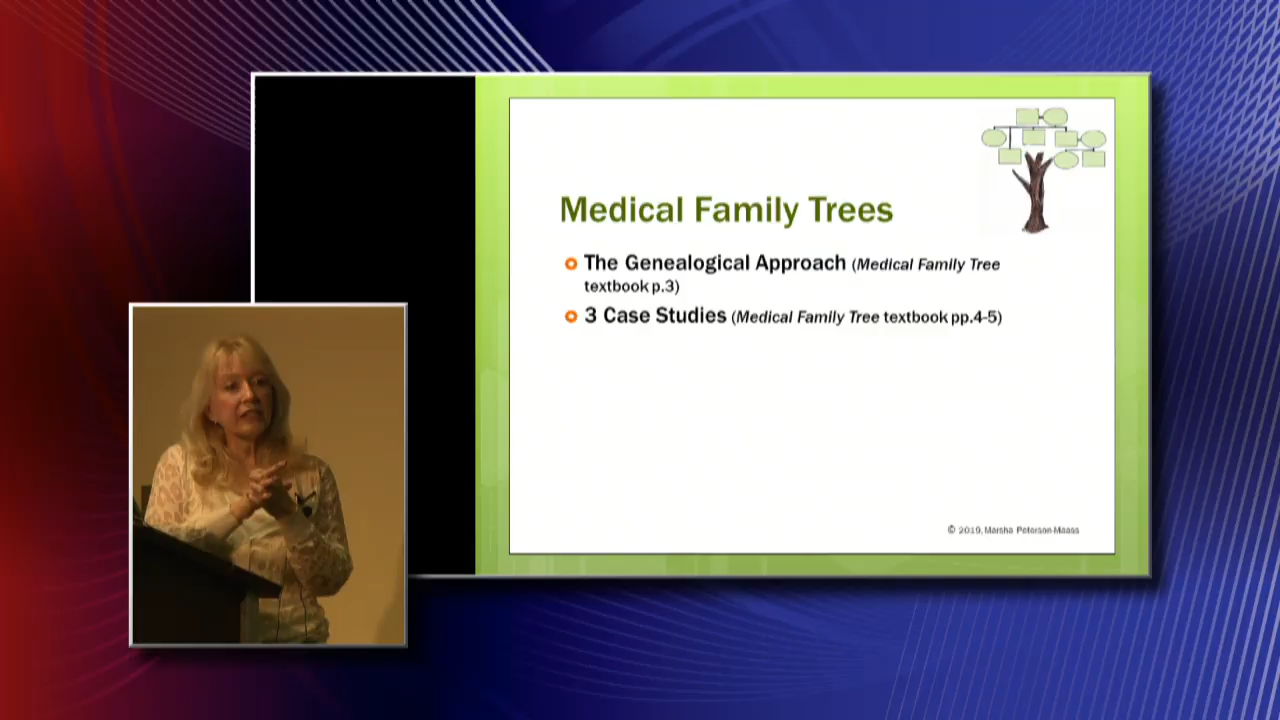 Medical Family Trees
The Genealogical Approach (Medical Family Tree
textbook p.3)
3 Case Studies (Medical Family Tree textbook pp.4-5)
© 2019, Marsha Peterson-Maass